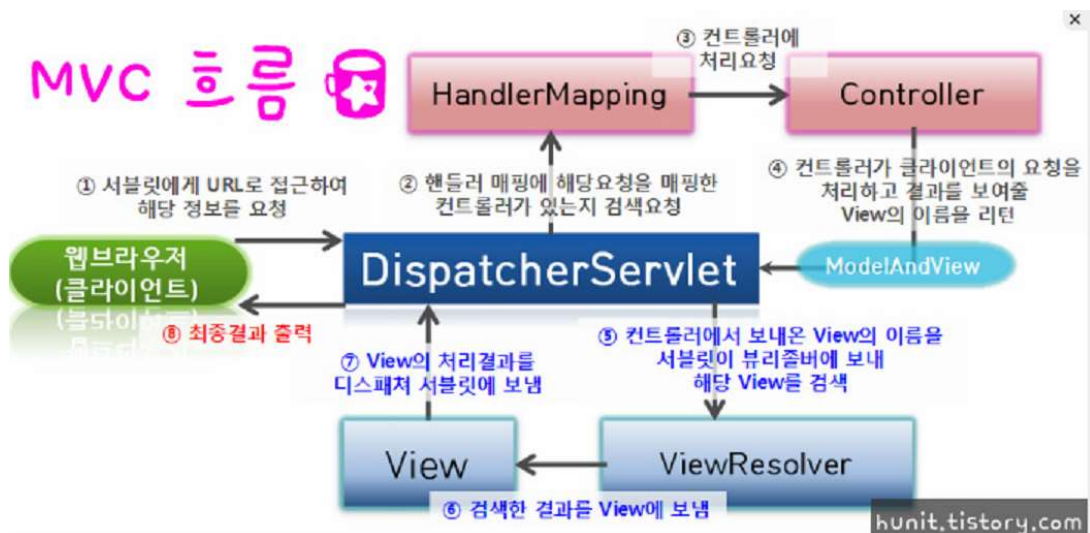 MVC 흐름
③ 컨트롤러에
처리요청
HandlerMapping
Controller
① 서블릿에게 URL로 접근하여
해당 정보를 요청
② 핸들러 매핑에 해당요청을 매핑한
컨트롤러가 있는지 검색요청
④ 컨트롤러가 클라이언트의 요청을
처리하고 결과를 보여줄
View의 이름을 리턴
웹브라우저
(클라이언트)
DispatcherServlet
ModelAndView
⑧ 최종결과 출력
⑦ View의 처리결과를
디스패쳐 서블릿에 보냄
⑤ 컨트롤러에서 보내온 View의 이름을
서블릿이 뷰리졸버에 보내
해당 View를 검색
View
ViewResolver
⑥ 검색한 결과를 View에 보냄
hunit.tistory.com